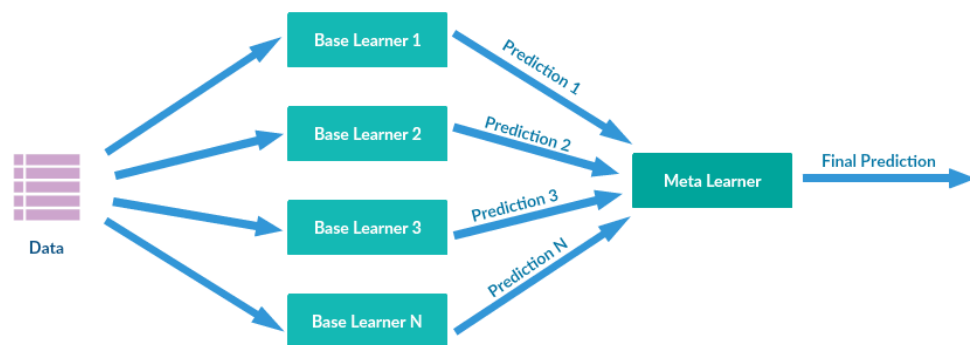 Base Learner 1
Prediction 1
Base Learner 2
Prediction 2
Data
Base Learner 3
Prediction 3
Base Learner N
Prediction N
Meta Learner
Final Prediction